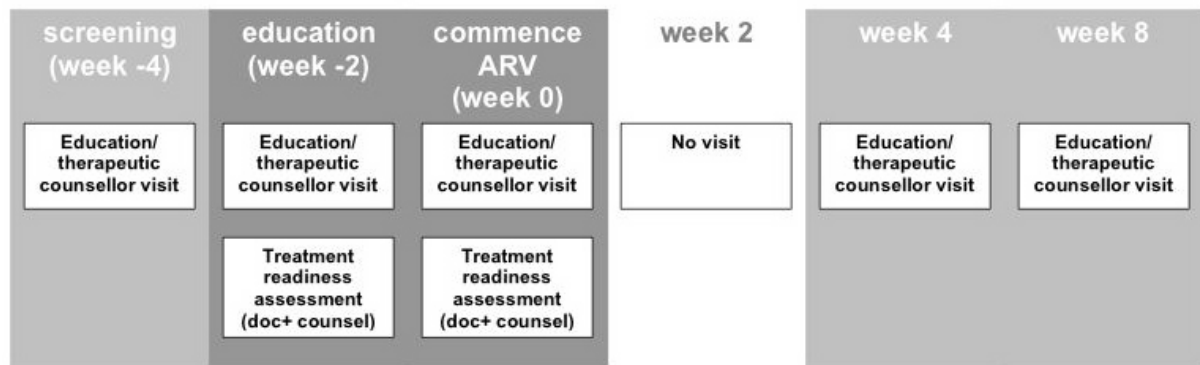 screening
(week -4)
education
(week -2)
commence
ARV
(week 0)
week 2
week 4
week 8
Education/
therapeutic
counsellor visit
Education/
therapeutic
counsellor visit
Education/
therapeutic
counsellor visit
No visit
Education/
therapeutic
counsellor visit
Education/
therapeutic
counsellor visit
Treatment
readiness
assessment
(doc+ counsel)
Treatment
readiness
assessment
(doc+ counsel)